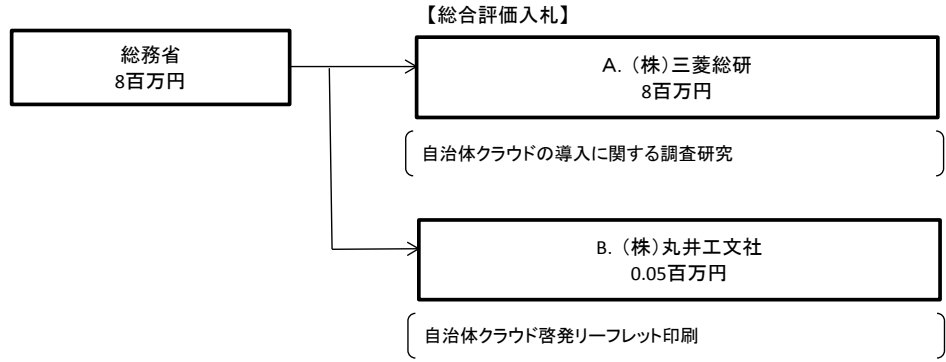 【総合評価入札】
総務省
8百万円
A. (株)三菱総研
8百万円
自治体クラウドの導入に関する調査研究
B. (株)丸井工文社
0.05百万円
自治体クラウド啓発リーフレット印刷